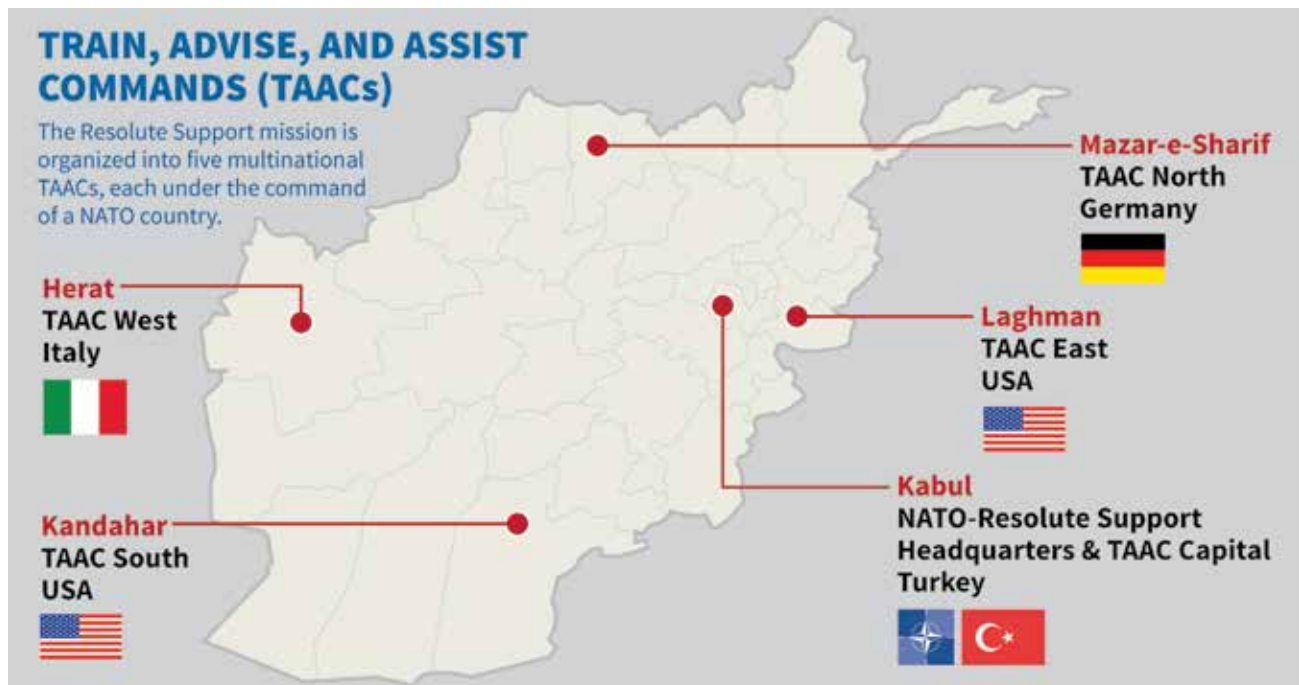 TRAIN, ADVISE, AND ASSIST
COMMANDS (TAACs)
The Resolute Support mission is
organized into five multinational
TAACs, each under the command
of a NATO country.
Mazar-e-Sharif
TAAC North
Germany
Herat
TAAC West
Italy
Laghman
TAAC East
USA
Kabul
NATO-Resolute Support
Headquarters & TAAC Capital
Turkey
Kandahar
TAAC South
USA